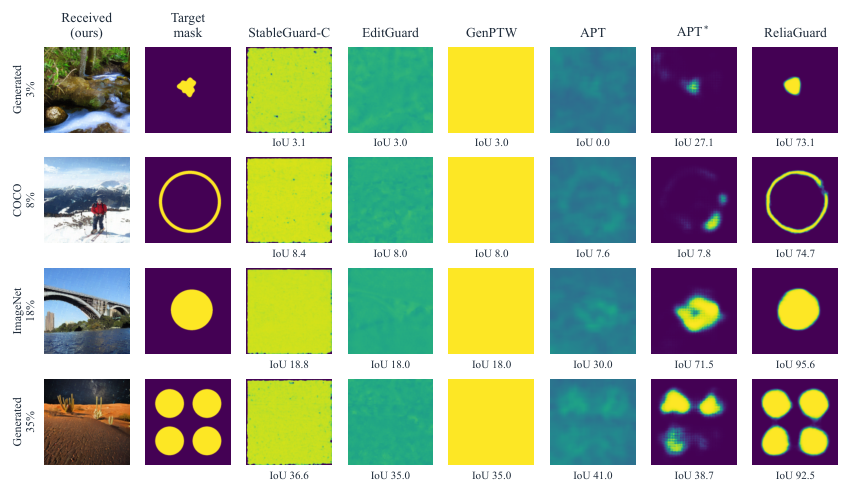 Received
(ours)
Target
mask
StableGuard-C
EditGuard
GenPTW
APT
APT*
ReliaGuard
Generated
3%
IoU 3.1
IoU 3.0
IoU 3.0
IoU 0.0
IoU 27.1
IoU 73.1
COCO
8%
IoU 8.4
IoU 8.0
IoU 8.0
IoU 7.6
IoU 7.8
IoU 74.7
ImageNet
18%
IoU 18.8
IoU 18.0
IoU 18.0
IoU 30.0
IoU 71.5
IoU 95.6
Generated
35%
IoU 36.6
IoU 35.0
IoU 35.0
IoU 41.0
IoU 38.7
IoU 92.5